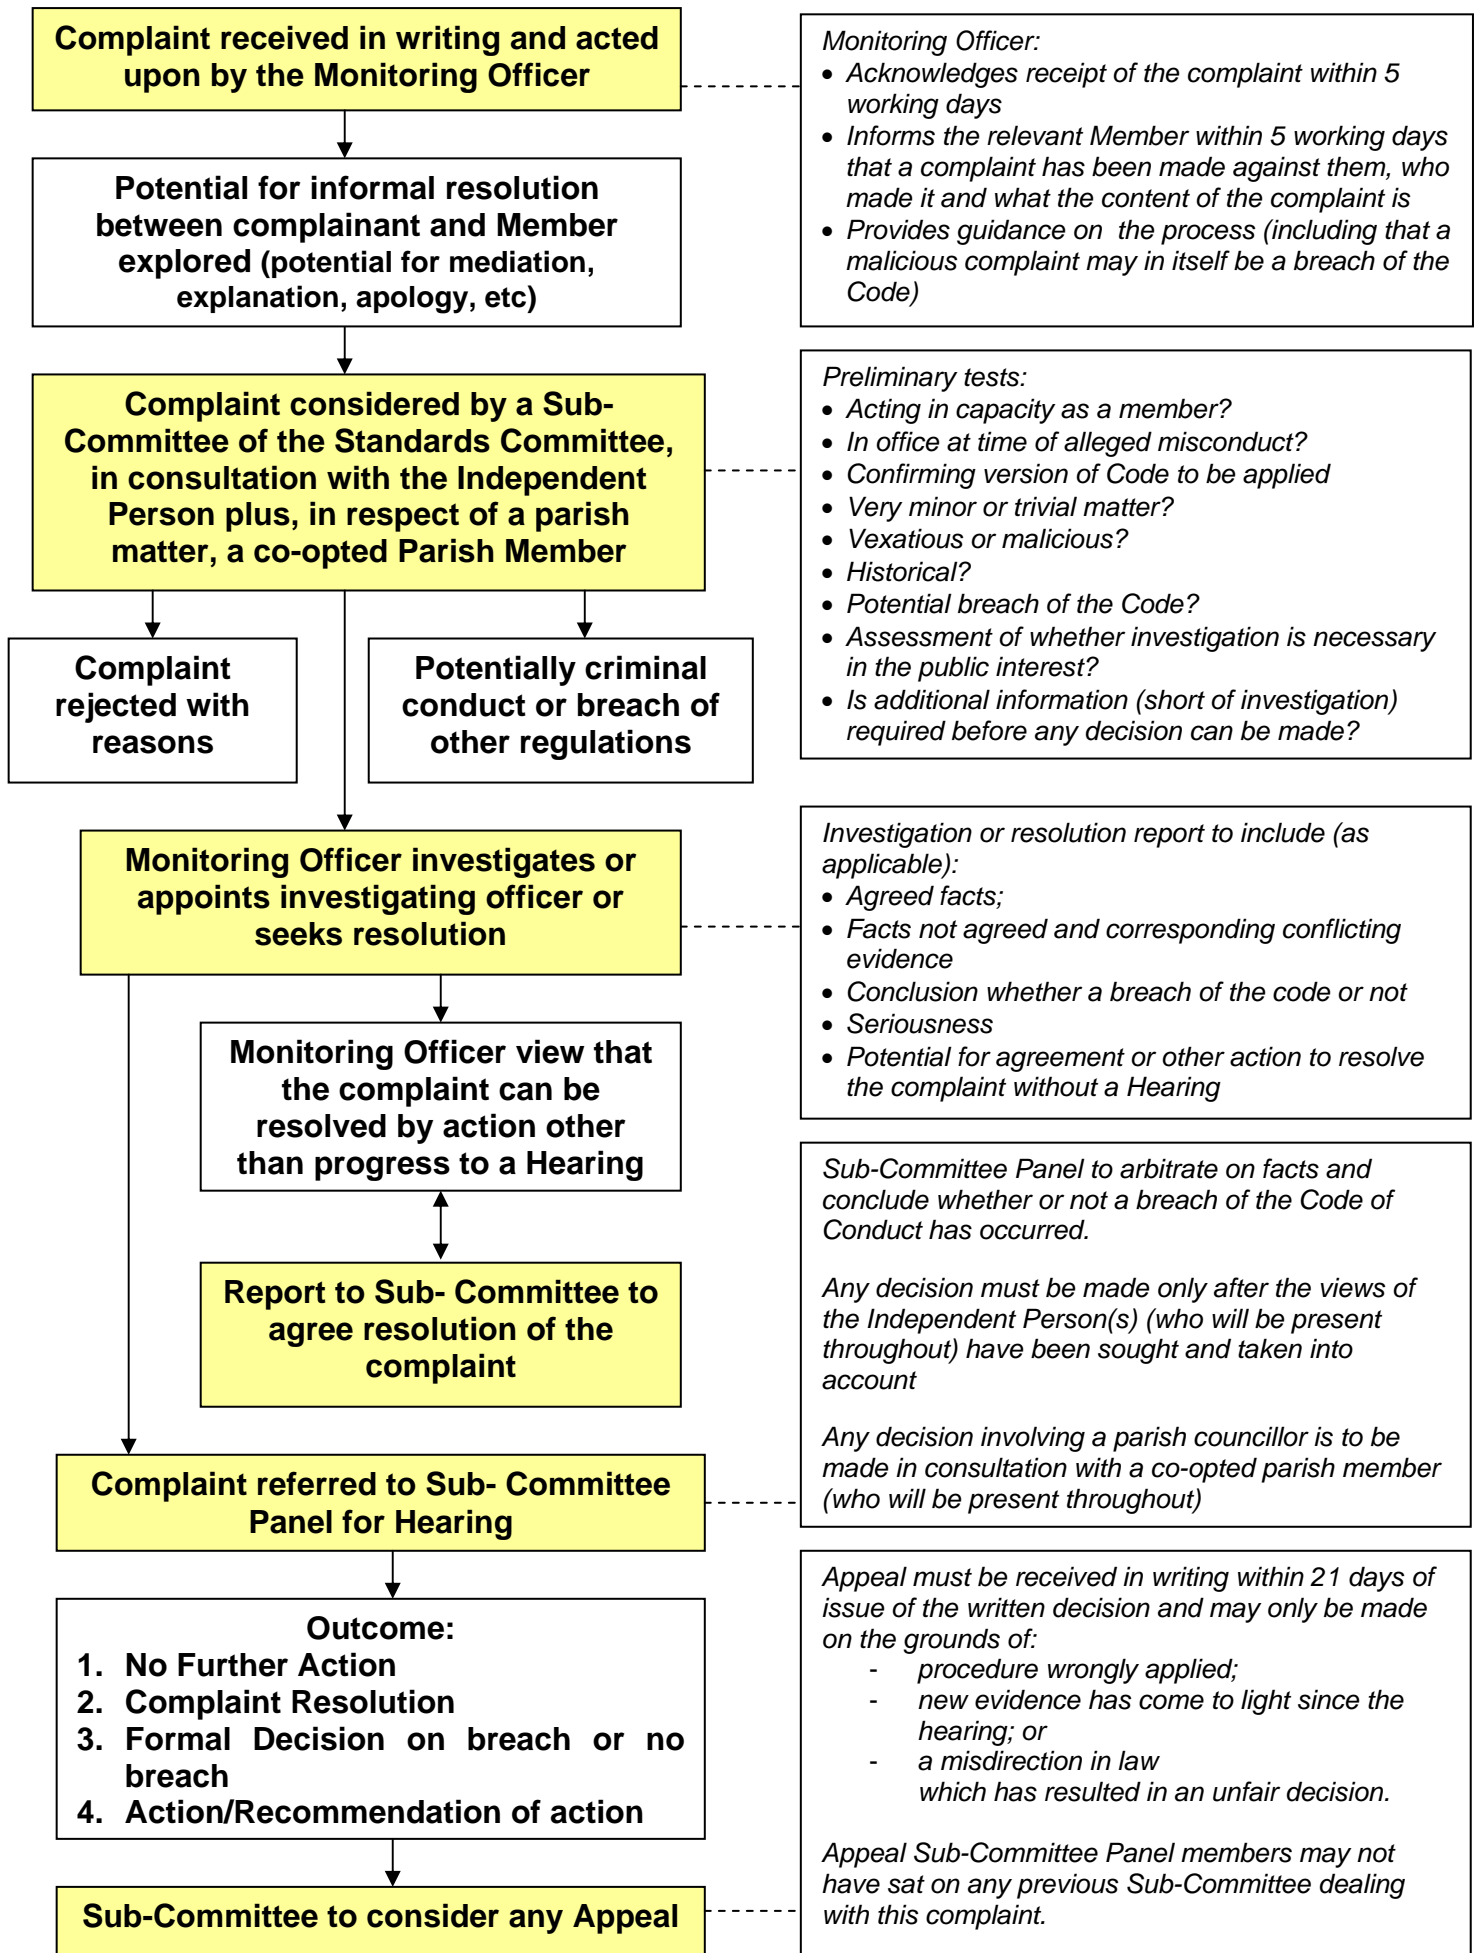 Complaint received in writing and acted
upon by the Monitoring Officer
Monitoring Officer:
• Acknowledges receipt of the complaint within 5
working days
• Informs the relevant Member within 5 working days
that a complaint has been made against them, who
made it and what the content of the complaint is
• Provides guidance on  the process (including that a
malicious complaint may in itself be a breach of the
Code)
Potential for informal resolution
between complainant and Member
explored (potential for mediation,
explanation, apology, etc)
Complaint considered by a Sub-
Committee of the Standards Committee,
in consultation with the Independent
Person plus, in respect of a parish
matter, a co-opted Parish Member
Preliminary tests:
• Acting in capacity as a member?
• In office at time of alleged misconduct?
• Confirming version of Code to be applied
• Very minor or trivial matter?
• Vexatious or malicious?
• Historical?
• Potential breach of the Code?
• Assessment of whether investigation is necessary
in the public interest?
• Is additional information (short of investigation)
required before any decision can be made?
Complaint
rejected with
reasons
Potentially criminal
conduct or breach of
other regulations
Monitoring Officer investigates or
appoints investigating officer or
seeks resolution
Investigation or resolution report to include (as
applicable):
• Agreed facts;
• Facts not agreed and corresponding conflicting
evidence
• Conclusion whether a breach of the code or not
• Seriousness
• Potential for agreement or other action to resolve
the complaint without a Hearing
Monitoring Officer view that
the complaint can be
resolved by action other
than progress to a Hearing
Report to Sub- Committee to
agree resolution of the
complaint
Sub-Committee Panel to arbitrate on facts and
conclude whether or not a breach of the Code of
Conduct has occurred.
Any decision must be made only after the views of
the Independent Person(s) (who will be present
throughout) have been sought and taken into
account
Any decision involving a parish councillor is to be
made in consultation with a co-opted parish member
(who will be present throughout)
Complaint referred to Sub- Committee
Panel for Hearing
Outcome:
1. No Further Action
2. Complaint Resolution
3. Formal Decision on breach or no
breach
4. Action/Recommendation of action
Appeal must be received in writing within 21 days of
issue of the written decision and may only be made
on the grounds of:
- procedure wrongly applied;
- new evidence has come to light since the
hearing; or
- a misdirection in law
which has resulted in an unfair decision.
Appeal Sub-Committee Panel members may not
have sat on any previous Sub-Committee dealing
with this complaint.
Sub-Committee to consider any Appeal